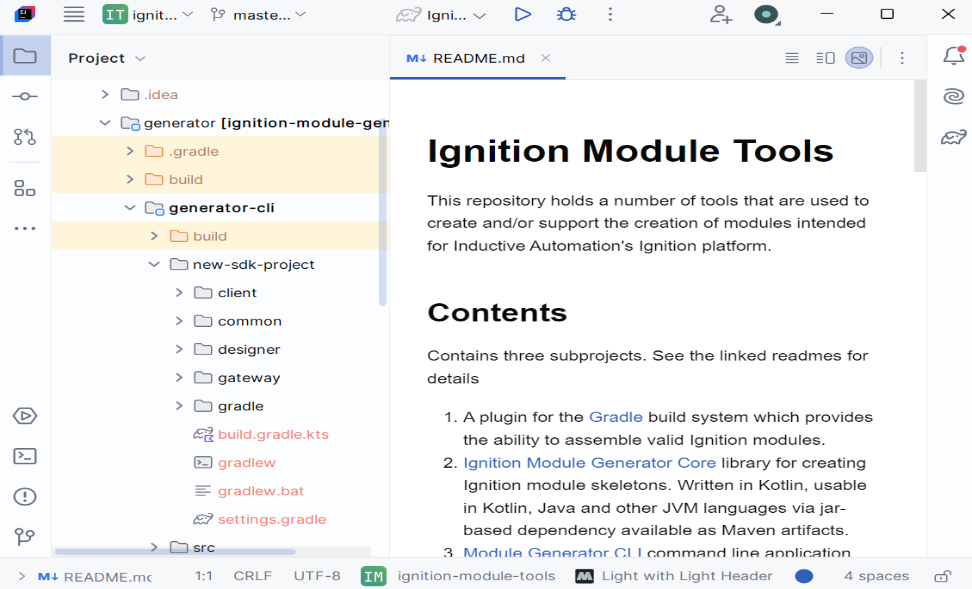 IT ignit... maste... Igni...
Project
M↓ README.md
.idea
generator [ignition-module-gen
.gradle
build
generator-cli
build
new-sdk-project
client
common
designer
gateway
gradle
build.gradle.kts
gradlew
gradlew.bat
settings.gradle
src
Ignition Module Tools
This repository holds a number of tools that are used to
create and/or support the creation of modules intended
for Inductive Automation's Ignition platform.
Contents
Contains three subprojects. See the linked readmes for
details
1. A plugin for the Gradle build system which provides
the ability to assemble valid Ignition modules.
2. Ignition Module Generator Core library for creating
Ignition module skeletons. Written in Kotlin, usable
in Kotlin, Java and other JVM languages via jar-
based dependency available as Maven artifacts.
3. Module Generator CLI command line application
M↓ README.mc 1:1 CRLF UTF-8 IM ignition-module-tools Light with Light Header 4 spaces